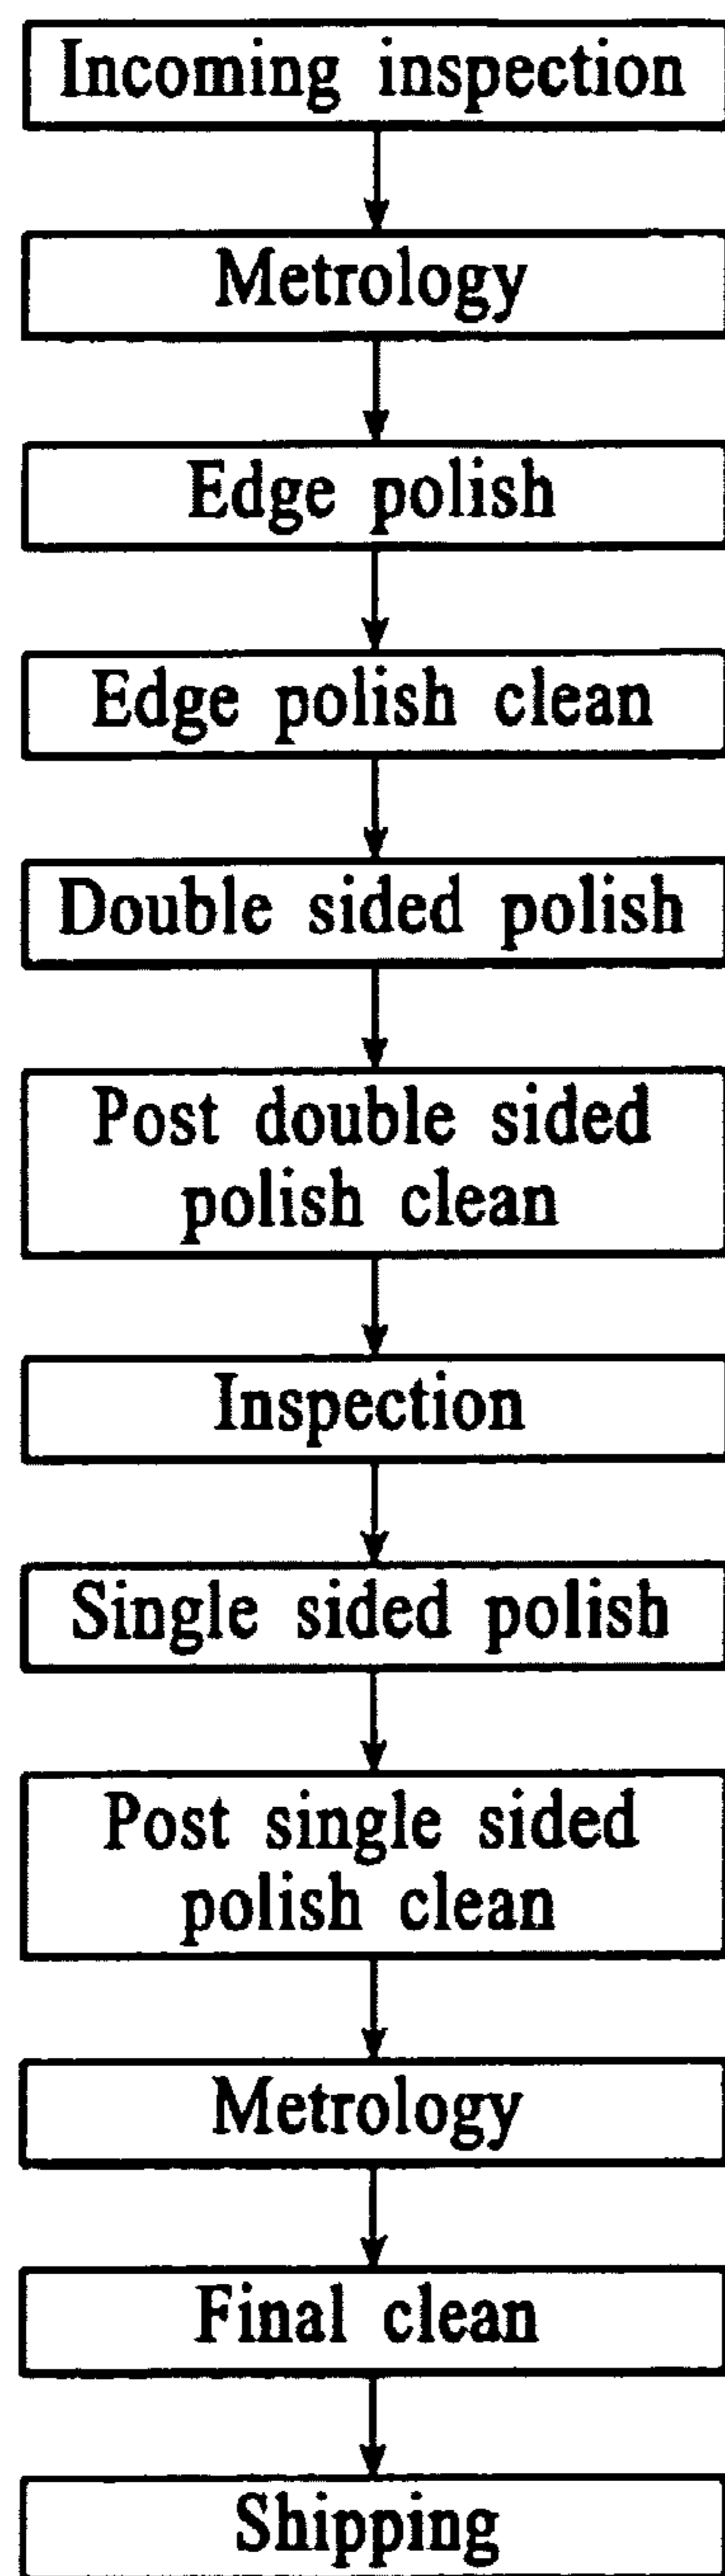 Incoming inspection
Metrology
Edge polish
Edge polish clean
Double sided polish
Post double sided
polish clean
Inspection
Single sided polish
Post single sided
polish clean
Metrology
Final clean
Shipping